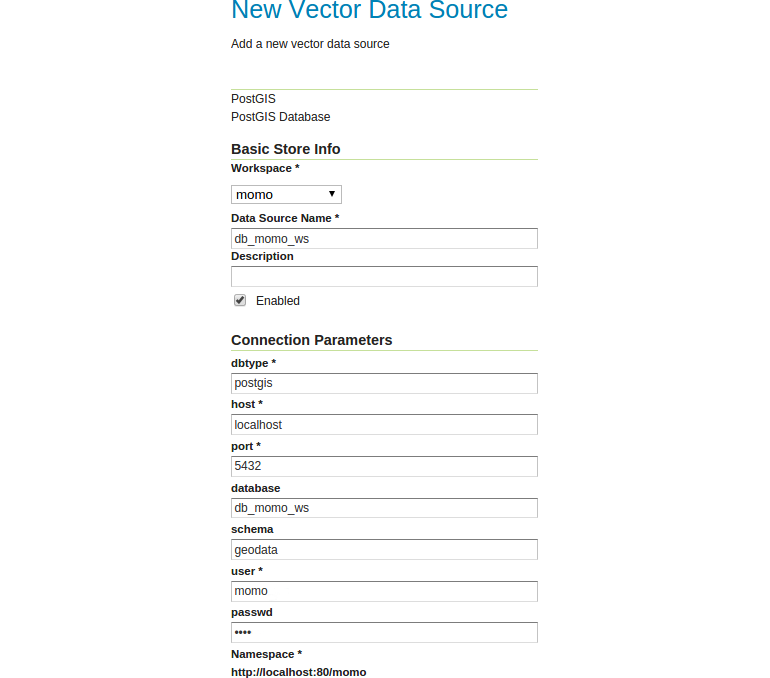 New Vector Data Source
Add a new vector data source
PostGIS
PostGIS Database
Basic Store Info
Workspace *
momo
Data Source Name *
db_momo_ws
Description
Enabled
Connection Parameters
dbtype *
postgis
host *
localhost
port *
5432
database
db_momo_ws
schema
geodata
user *
momo
passwd
••••
Namespace *
http://localhost:80/momo